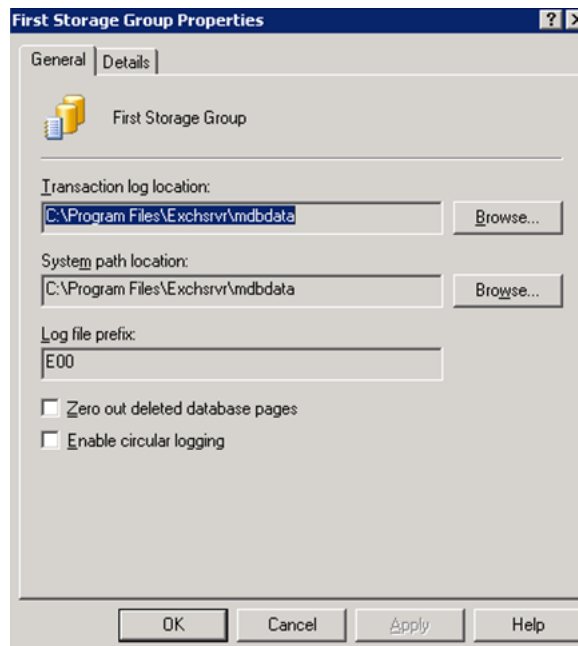 First Storage Group Properties
General
Details
First Storage Group
Transaction log location:
C:\Program Files\Exchsrvr\mdbdata
Browse...
System path location:
C:\Program Files\Exchsrvr\mdbdata
Browse...
Log file prefix:
E00
Zero out deleted database pages
Enable circular logging
OK
Cancel
Apply
Help